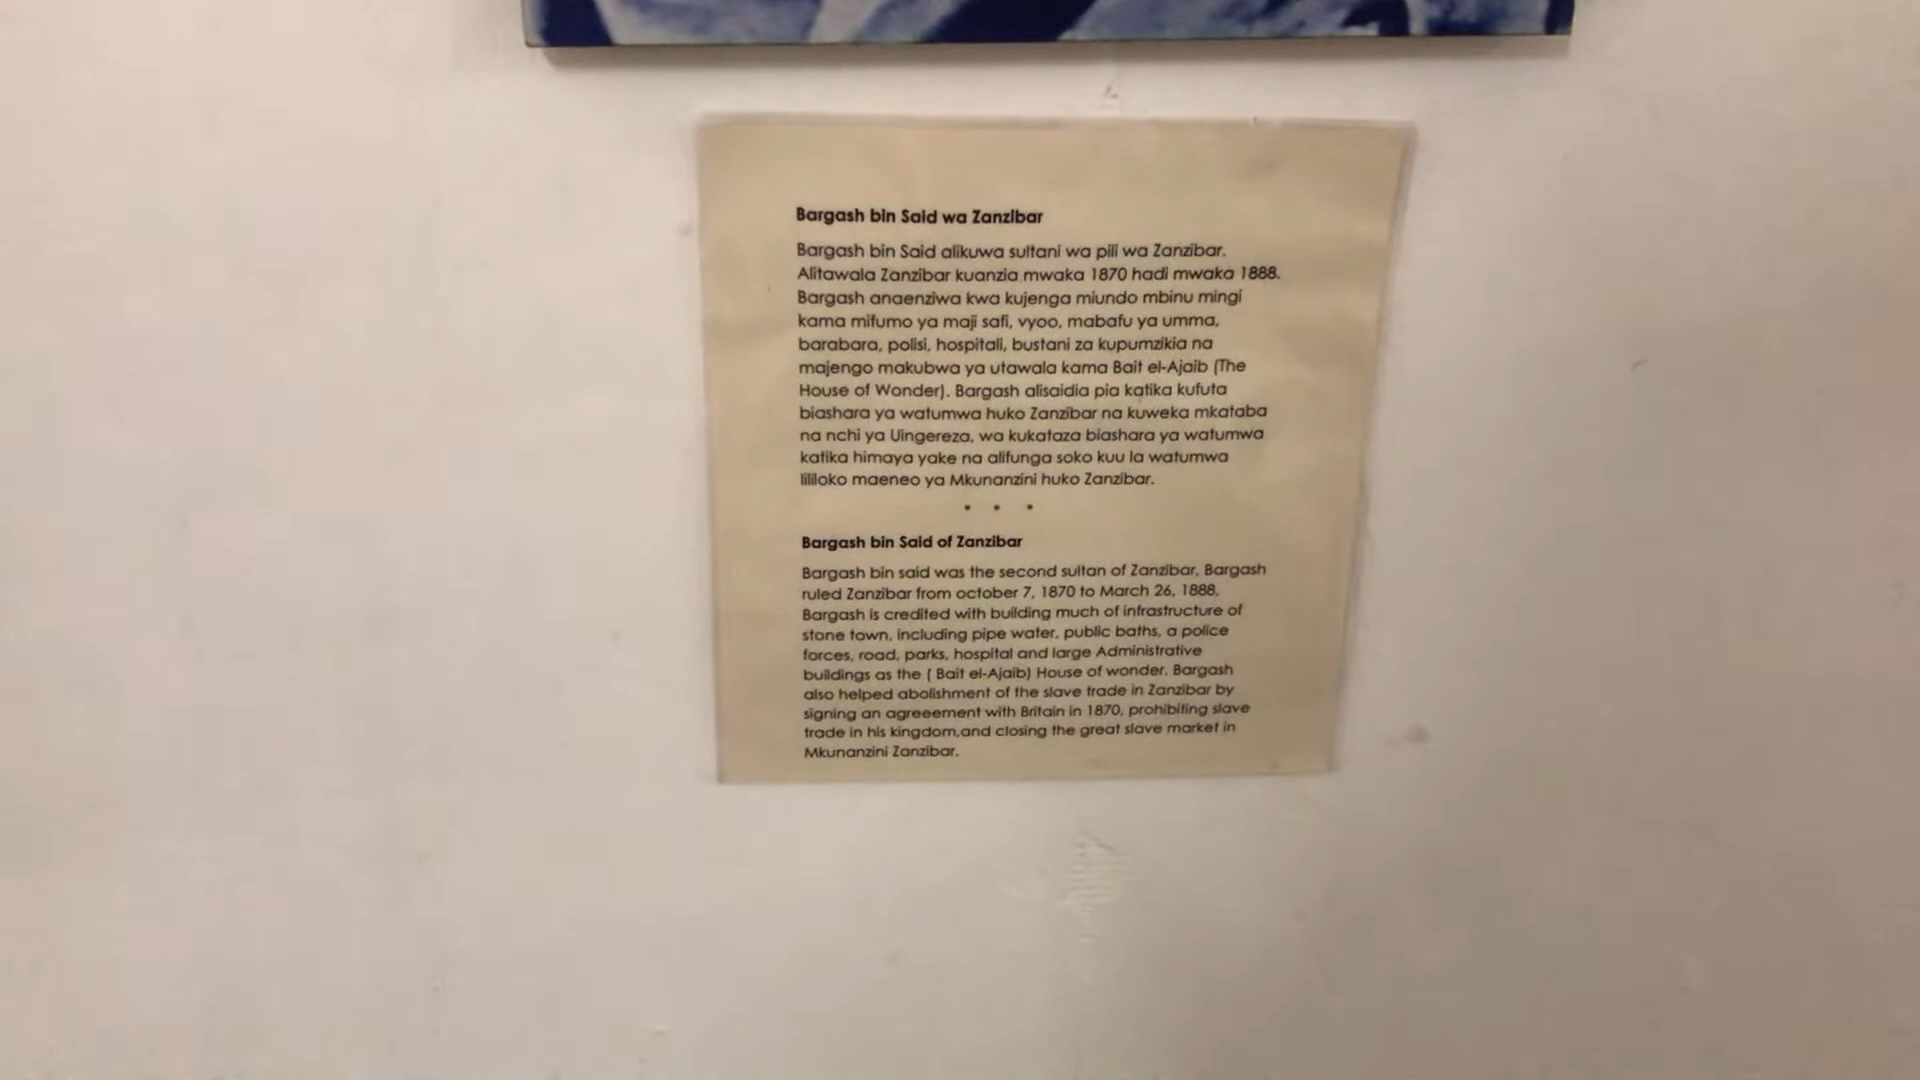 Bargash bin Said wa Zanzibar
Bargash bin Said alikuwa sultani wa pili wa Zanzibar.
Alitawala Zanzibar kuanzia mwaka 1870 hadi mwaka 1888.
Bargash anaenziwa kwa kujenga miundo mbinu mingi
kama mifumo ya maji safi, vyoo, mabafu ya umma,
barabara, polisi, hospitali, bustani za kupumzikia na
majengo makubwa ya utawala kama Bait el-Ajaib (The
House of Wonder). Bargash alisaidia pia katika kufuta
biashara ya watumwa huko Zanzibar na kuweka mkataba
na nchi ya Uingereza, wa kukataza biashara ya watumwa
katika himaya yake na alifunga soko kuu la watumwa
lililoko maeneo ya Mkunanzini huko Zanzibar.
• • •
Bargash bin Said of Zanzibar
Bargash bin said was the second sultan of Zanzibar, Bargash
ruled Zanzibar from october 7, 1870 to March 26, 1888,
Bargash is credited with building much of infrastructure of
stone town, including pipe water, public baths, a police
forces, road, parks, hospital and large Administrative
buildings as the ( Bait el-Ajaib) House of wonder. Bargash
also helped abolishment of the slave trade in Zanzibar by
signing an agreeement with Britain in 1870, prohibiting slave
trade in his kingdom,and closing the great slave market in
Mkunanzini Zanzibar.